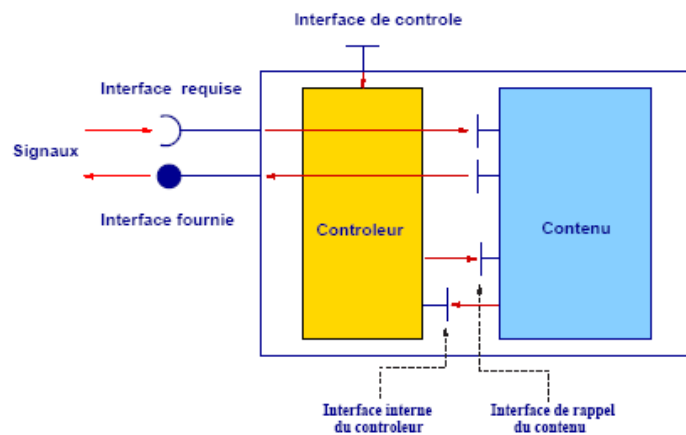 Interface de controle
Interface requise
Signaux
Interface fournie
Controleur
Contenu
Interface interne
du controleur
Interface de rappel
du contenu